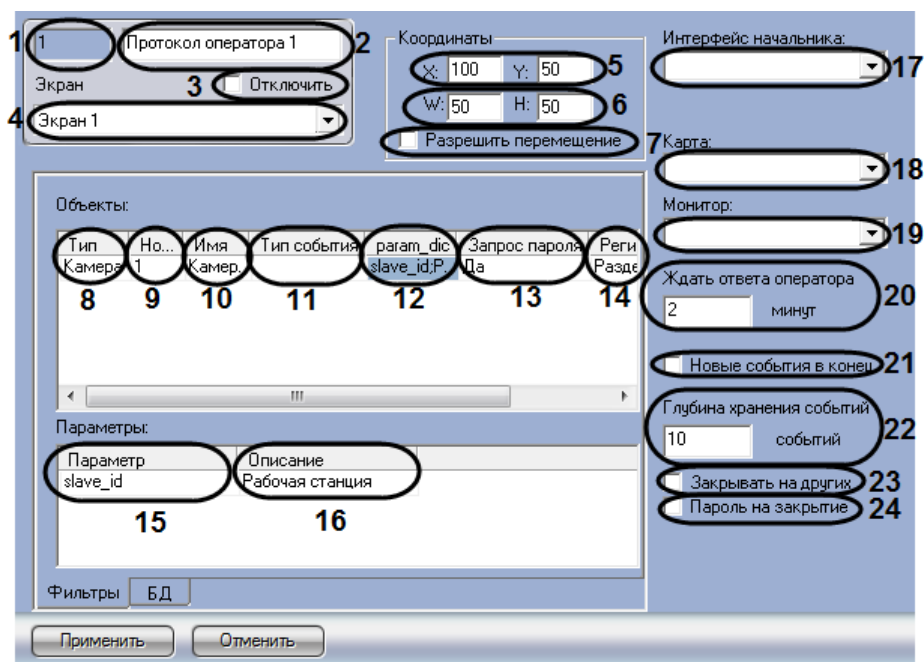 1 1 Протокол оператора 1 2
Экран 3 Отключить
4 Экран 1
Координаты
X: 100 Y: 50 5
W: 50 H: 50 6
Разрешить перемещение 7
Интерфейс начальника:
17
Карта:
18
Монитор:
19
Ждать ответа оператора
2 минут 20
Новые события в конец 21
Глубина хранения событий
10 событий 22
Закрывать на других 23
Пароль на закрытие 24
Объекты:
Тип Но... Имя Тип события param_dic Запрос пароля Реги
Камера 1 Камер. slave_id;P. Да Разде
8 9 10 11 12 13 14
Параметры:
Параметр Описание
slave_id Рабочая станция
15 16
Фильтры БД
Применить Отменить